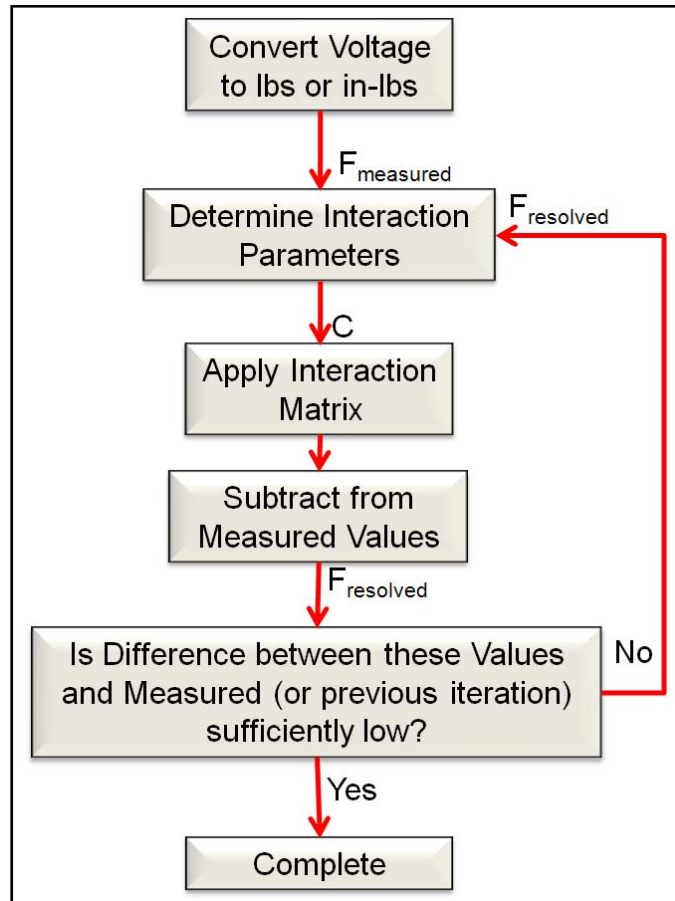 Convert Voltage
to lbs or in-lbs
Fmeasured
Determine Interaction
Parameters
Fresolved
C
Apply Interaction
Matrix
Subtract from
Measured Values
Fresolved
Is Difference between these Values
and Measured (or previous iteration)
sufficiently low?
No
Yes
Complete